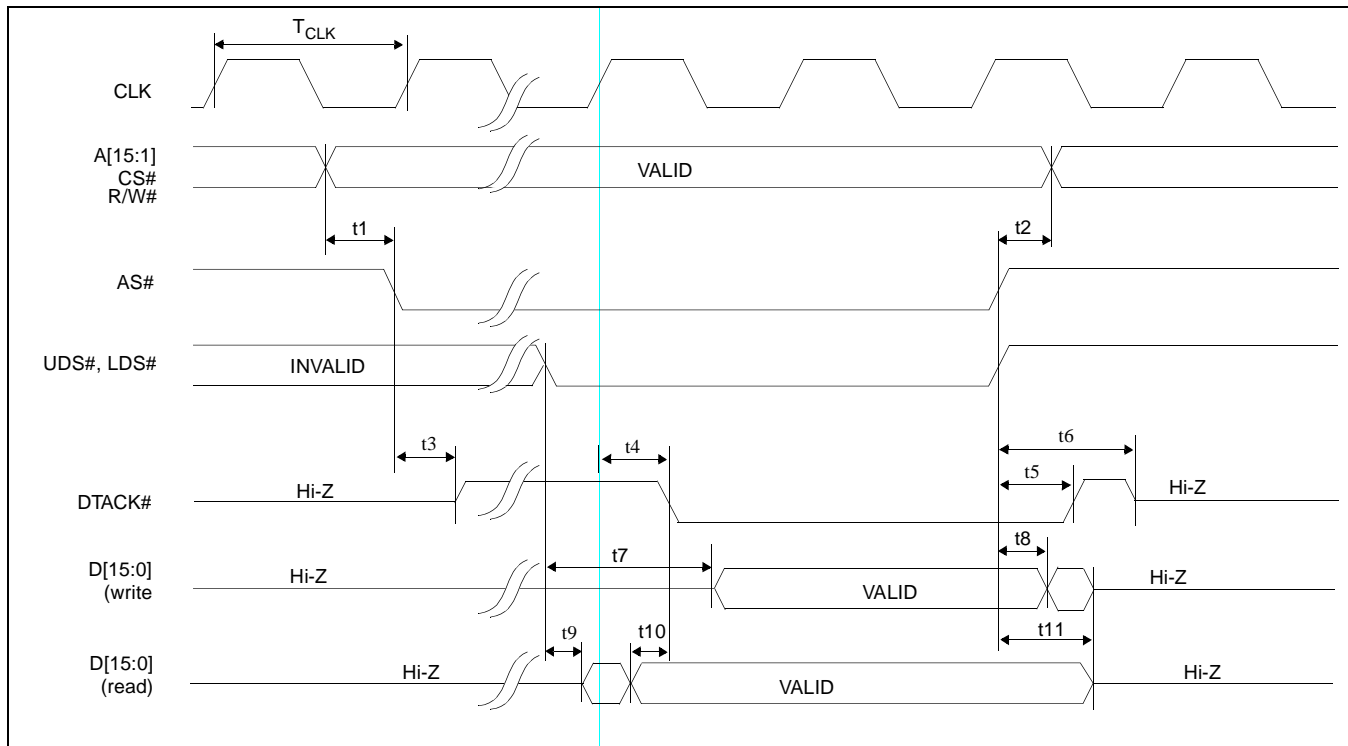 TCLK
CLK
A[15:1]
CS#
R/W#
VALID
t1
t2
AS#
UDS#, LDS#
INVALID
t3
t4
t6
t5
DTACK#
Hi-Z
Hi-Z
t7
t8
D[15:0]
(write
Hi-Z
VALID
Hi-Z
t9
t10
t11
D[15:0]
(read)
Hi-Z
VALID
Hi-Z